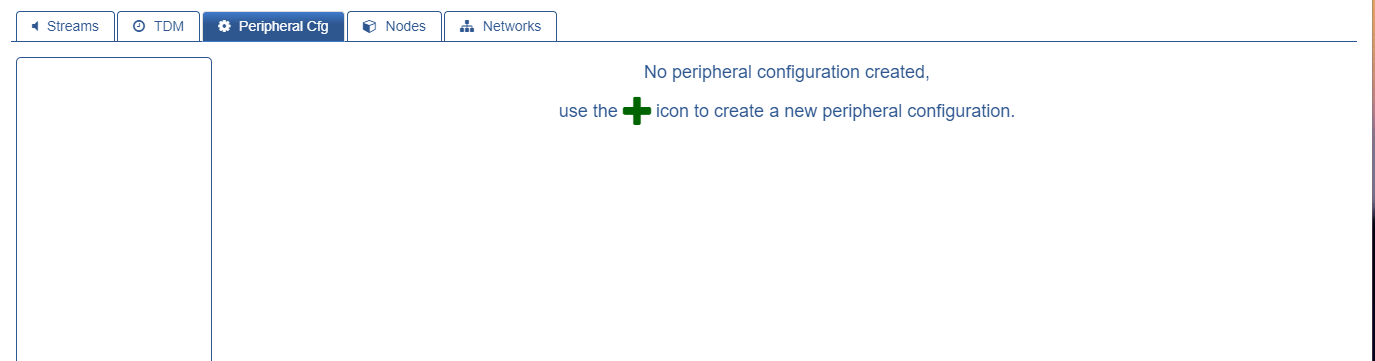 Streams TDM Peripheral Cfg Nodes Networks
No peripheral configuration created,
use the icon to create a new peripheral configuration.